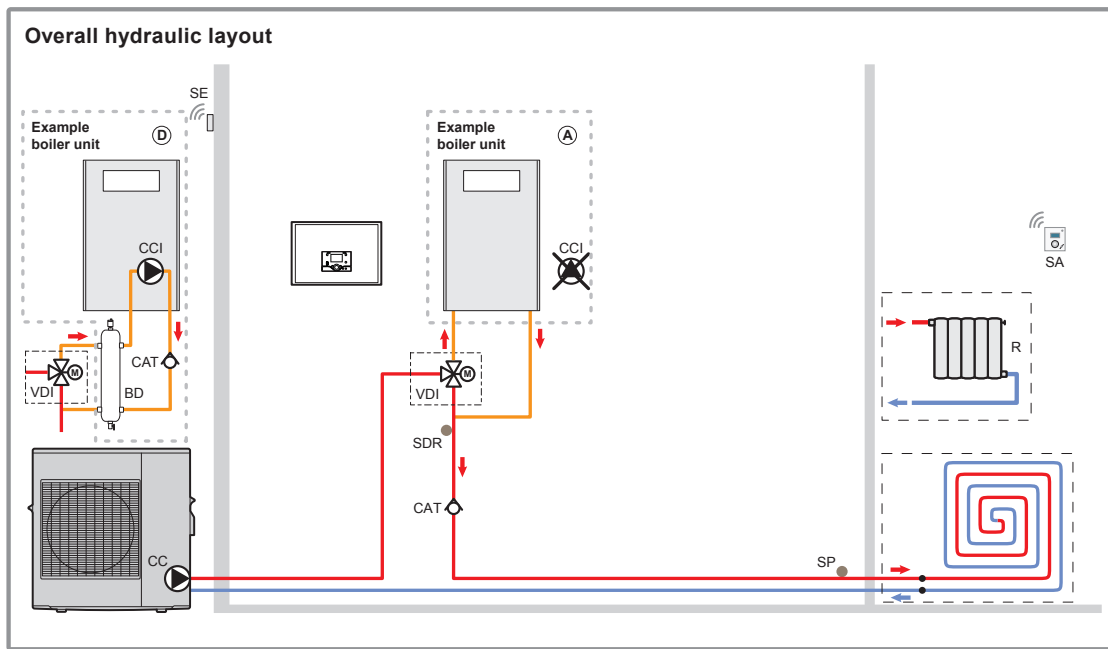 Overall hydraulic layout
SE
Example
boiler unit
D
CCI
CAT
VDI
M
BD
CC
Example
boiler unit
A
CCI
VDI
M
SDR
CAT
SP
SA
R